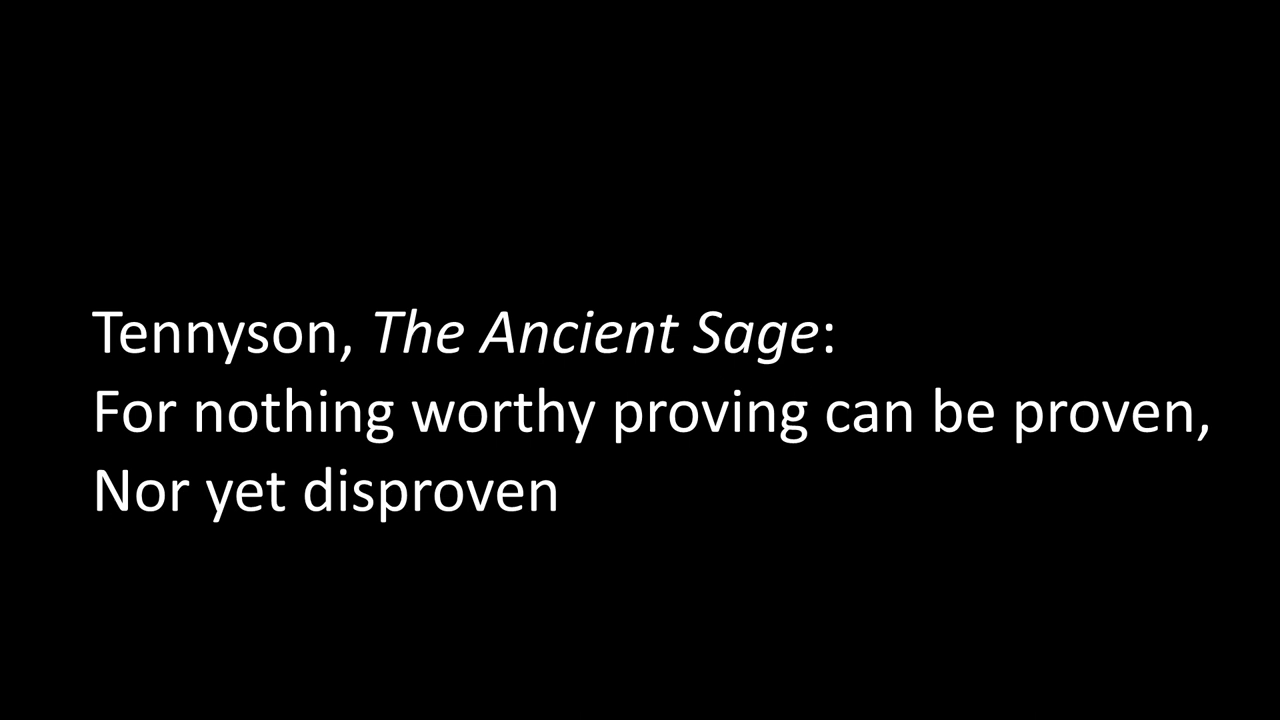 Tennyson, The Ancient Sage:
For nothing worthy proving can be proven,
Nor yet disproven